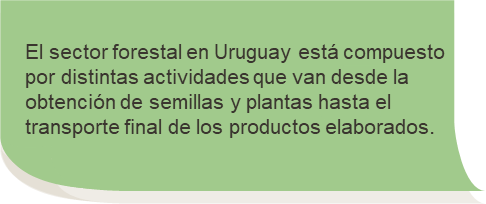 El sector forestal en Uruguay está compuesto
por distintas actividades que van desde la
obtención de semillas y plantas hasta el
transporte final de los productos elaborados.